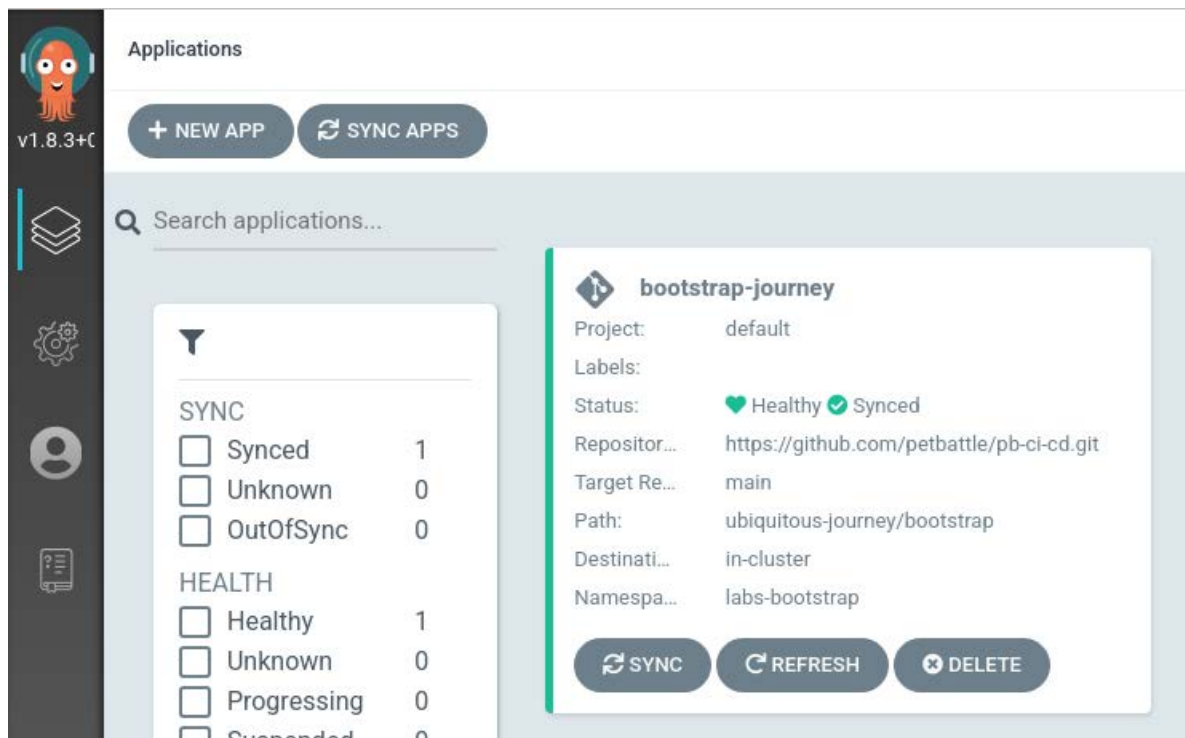 Applications
v1.8.3+0
NEW APP
SYNC APPS
Search applications...
SYNC
Synced 1
Unknown 0
OutOfSync 0
HEALTH
Healthy 1
Unknown 0
Progressing 0
Suspended 0
bootstrap-journey
Project: default
Labels:
Status: Healthy Synced
Repositor... https://github.com/petbattle/pb-ci-cd.git
Target Re... main
Path: ubiquitous-journey/bootstrap
Destinati... in-cluster
Namespa... labs-bootstrap
SYNC
REFRESH
DELETE